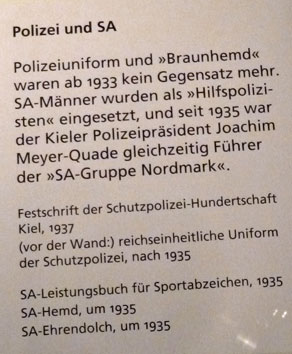 Polizei und SA
Polizeiuniform und »Braunhemd«
waren ab 1933 kein Gegensatz mehr.
SA-Männer wurden als »Hilfspolizi-
sten« eingesetzt, und seit 1935 war
der Kieler Polizeipräsident Joachim
Meyer-Quade gleichzeitig Führer
der »SA-Gruppe Nordmark«.
Festschrift der Schutzpolizei-Hundertschaft
Kiel, 1937
(vor der Wand:) reichseinheitliche Uniform
der Schutzpolizei, nach 1935
SA-Leistungsbuch für Sportabzeichen, 1935
SA-Hemd, um 1935
SA-Ehrendolch, um 1935